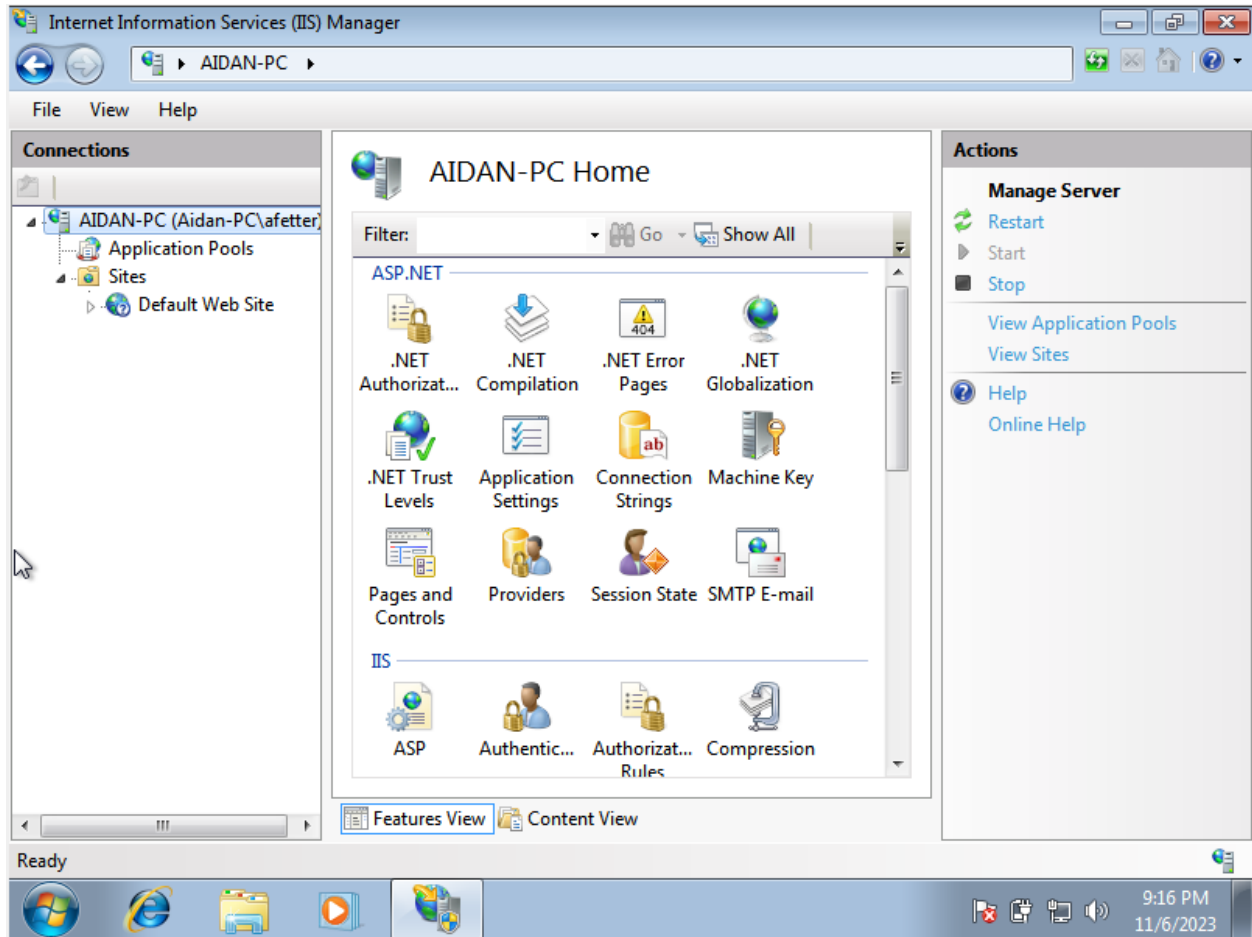 Internet Information Services (IIS) Manager
AIDAN-PC
File View Help
Connections
AIDAN-PC (Aidan-PC\afetter)
Application Pools
Sites
Default Web Site
AIDAN-PC Home
Filter: Go Show All
ASP.NET
.NET Authorizat...
.NET Compilation
404
.NET Error Pages
.NET Globalization
.NET Trust Levels
Application Settings
ab
Connection Strings
Machine Key
Pages and Controls
Providers
Session State
SMTP E-mail
IIS
ASP
Authentic...
Authorizat... Rules
Compression
Features View
Content View
Actions
Manage Server
Restart
Start
Stop
View Application Pools
View Sites
Help
Online Help
Ready
9:16 PM
11/6/2023